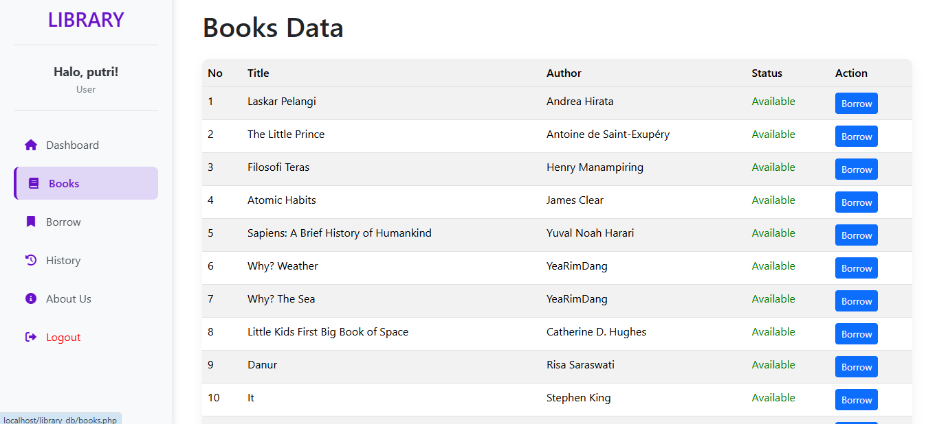 LIBRARY
Books Data
Halo, putri!
User
Dashboard
Books
Borrow
History
About Us
Logout
No Title Author Status Action
1 Laskar Pelangi Andrea Hirata Available Borrow
2 The Little Prince Antoine de Saint-Exupéry Available Borrow
3 Filosofi Teras Henry Manampiring Available Borrow
4 Atomic Habits James Clear Available Borrow
5 Sapiens: A Brief History of Humankind Yuval Noah Harari Available Borrow
6 Why? Weather YeaRimDang Available Borrow
7 Why? The Sea YeaRimDang Available Borrow
8 Little Kids First Big Book of Space Catherine D. Hughes Available Borrow
9 Danur Risa Saraswati Available Borrow
10 It Stephen King Available Borrow
localhost/library_db/books.php